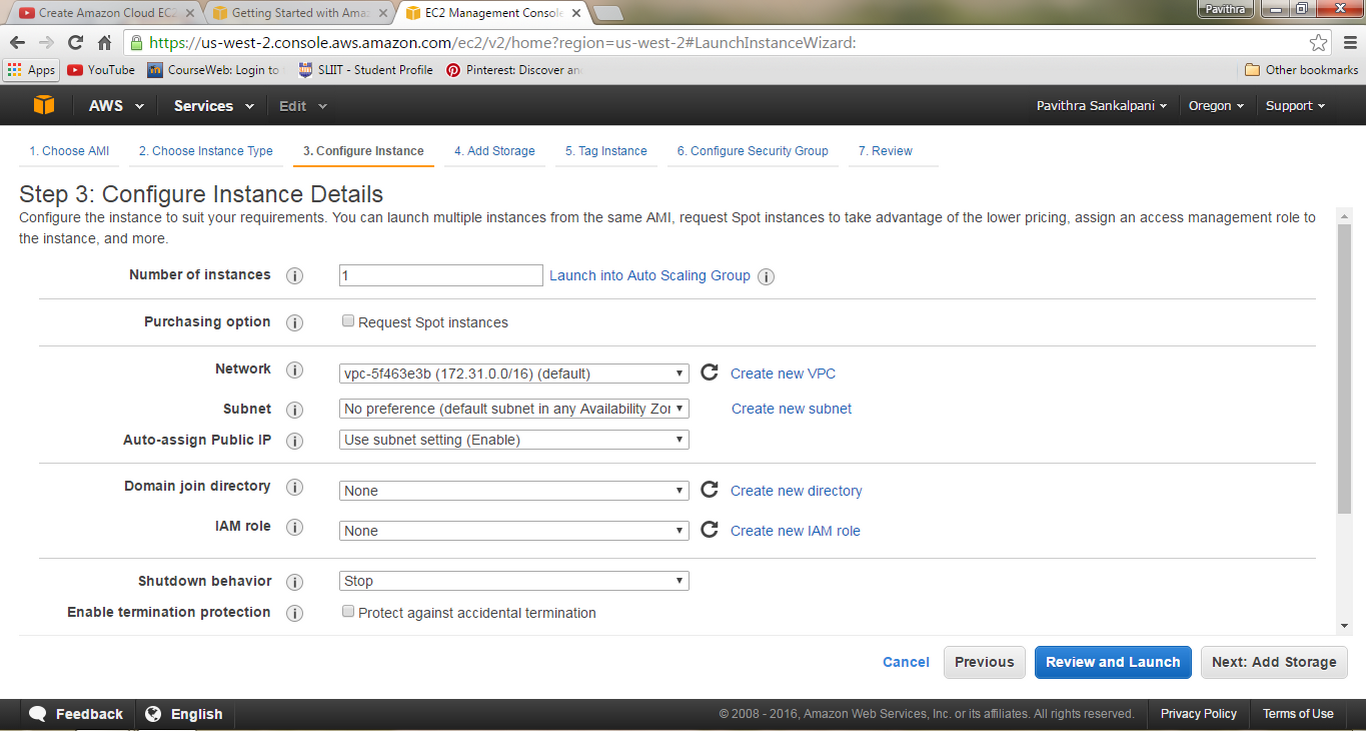 Create Amazon Cloud EC2
Getting Started with Amaz
EC2 Management Console
Pavithra
https://us-west-2.console.aws.amazon.com/ec2/v2/home?region=us-west-2#LaunchInstanceWizard:
Apps YouTube CourseWeb: Login to SLIIT - Student Profile Pinterest: Discover an Other bookmarks
AWS Services Edit Pavithra Sankalpani Oregon Support
1. Choose AMI 2. Choose Instance Type 3. Configure Instance 4. Add Storage 5. Tag Instance 6. Configure Security Group 7. Review
Step 3: Configure Instance Details
Configure the instance to suit your requirements. You can launch multiple instances from the same AMI, request Spot instances to take advantage of the lower pricing, assign an access management role to
the instance, and more.
Number of instances 1 Launch into Auto Scaling Group
Purchasing option Request Spot instances
Network vpc-5f463e3b (172.31.0.0/16) (default) Create new VPC
Subnet No preference (default subnet in any Availability Zon Create new subnet
Auto-assign Public IP Use subnet setting (Enable)
Domain join directory None Create new directory
IAM role None Create new IAM role
Shutdown behavior Stop
Enable termination protection Protect against accidental termination
Cancel Previous Review and Launch Next: Add Storage
Feedback English © 2008 - 2016, Amazon Web Services, Inc. or its affiliates. All rights reserved. Privacy Policy Terms of Use